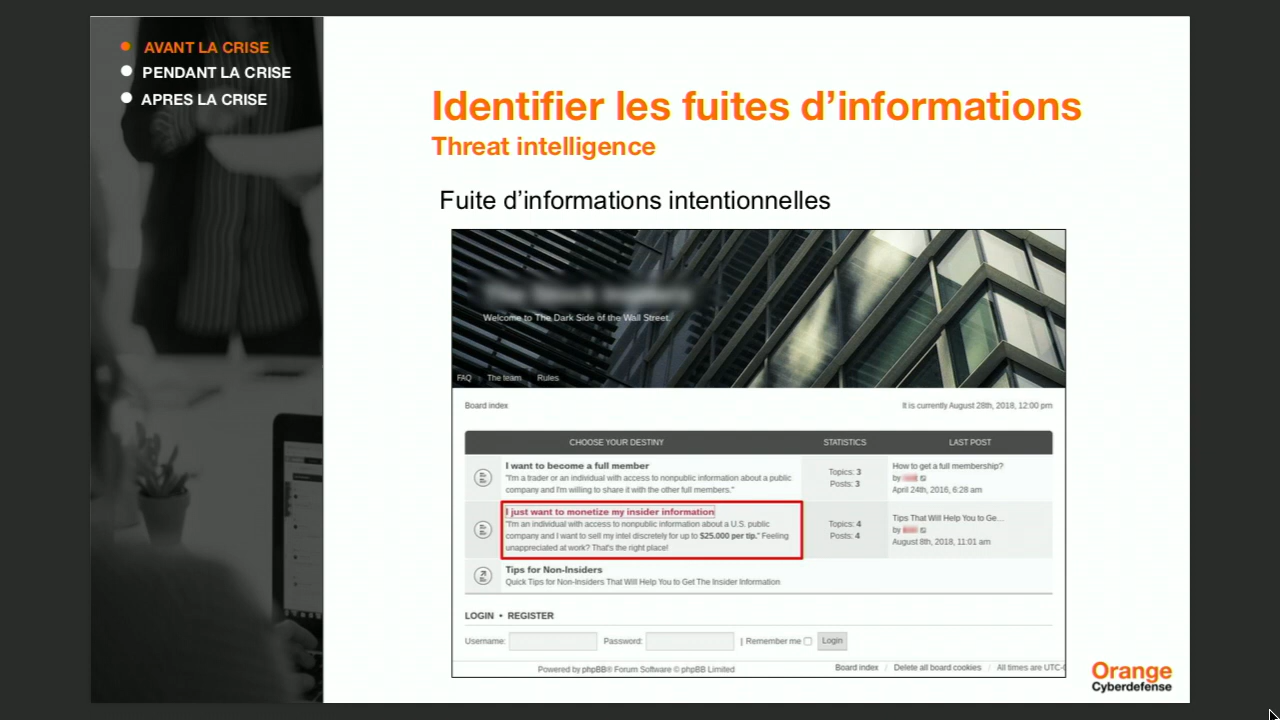 AVANT LA CRISE
PENDANT LA CRISE
APRES LA CRISE
Identifier les fuites d’informations
Threat intelligence
Fuite d’informations intentionnelles
Welcome to The Dark Side of the Wall Street.
FAQ The team Rules
Board index It is currently August 28th, 2018, 12:00 pm
CHOOSE YOUR DESTINY STATISTICS LAST POST
I want to become a full member
"I'm a trader or an individual with access to nonpublic information about a public
company and I'm willing to share it with the other full members."
Topics: 3
Posts: 3
How to get a full membership?
by
April 24th, 2016, 6:28 am
I just want to monetize my insider information
"I'm an individual with access to nonpublic information about a U.S. public
company and I want to sell my intel discretely for up to $25.000 per tip." Feeling
unappreciated at work? That's the right place!
Topics: 4
Posts: 4
Tips That Will Help You to Ge...
by
August 8th, 2018, 11:01 am
Tips for Non-Insiders
Quick Tips for Non-Insiders That Will Help You to Get The Insider Information
LOGIN • REGISTER
Username: Password: | Remember me Login
Powered by phpBB® Forum Software © phpBB Limited
Board index / Delete all board cookies / All times are UTC-
Orange
Cyberdefense